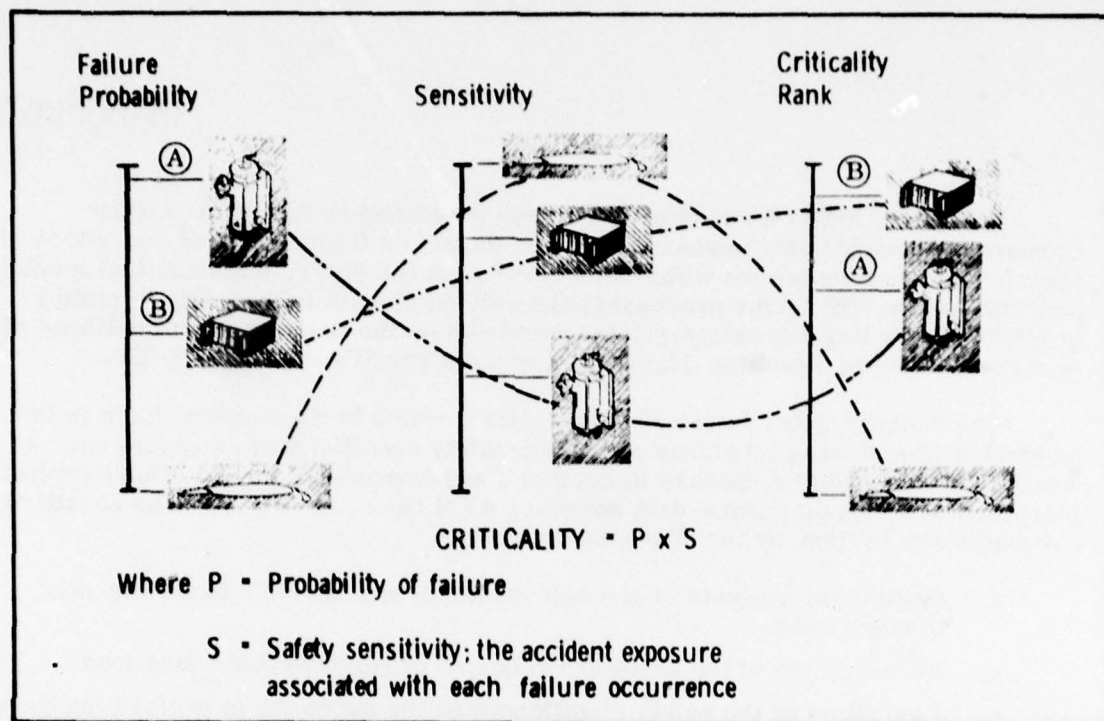 Failure
Probability
Sensitivity
Criticality
Rank
A
B
B
A
CRITICALITY = P x S
Where P = Probability of failure
S = Safety sensitivity; the accident exposure
associated with each failure occurrence